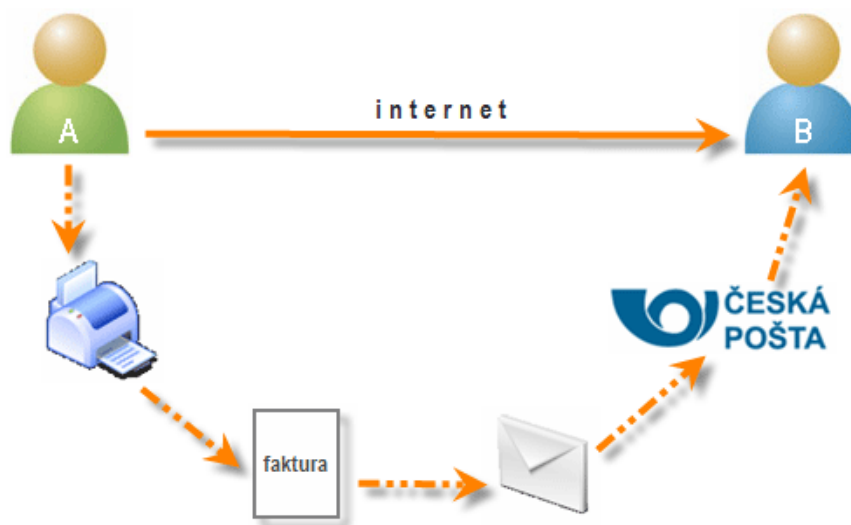 internet
A
B
ČESKÁ
POŠTA
faktura